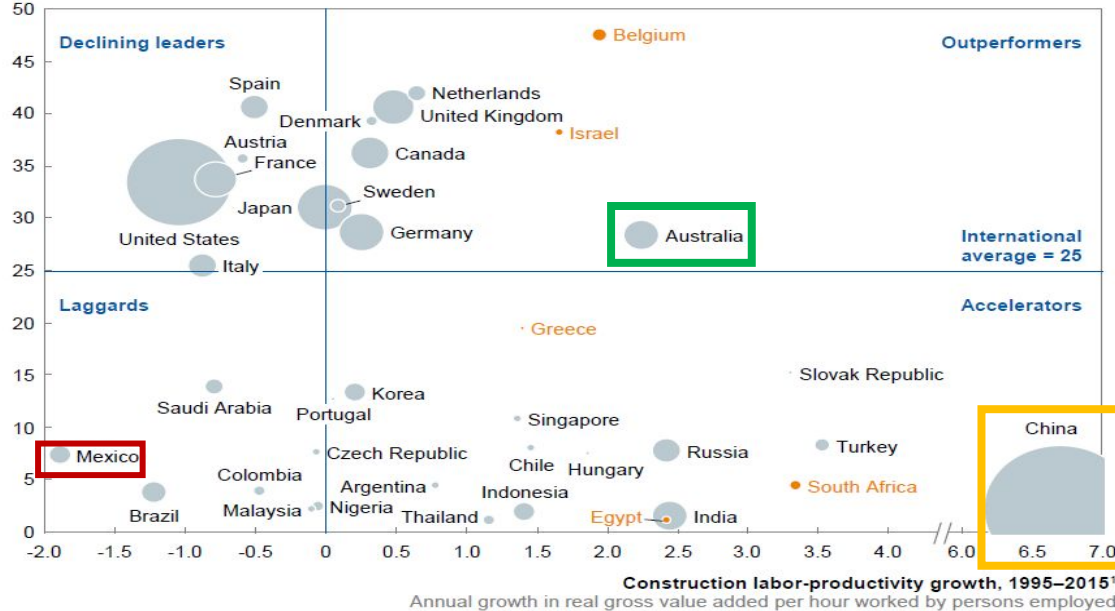 50
Declining leaders
Belgium
Outperformers
45
Spain
Netherlands
40
Denmark
United Kingdom
Israel
Austria
35
France
Canada
Sweden
30
Japan
Germany
Australia
United States
International
average = 25
Italy
25
Laggards
Accelerators
20
Greece
15
Slovak Republic
Saudi Arabia
Korea
Portugal
10
Singapore
China
Mexico
Czech Republic
Chile
Hungary
Russia
Turkey
5
Colombia
Argentina
Indonesia
South Africa
Brazil
Malaysia
Nigeria
Thailand
Egypt
India
0
-2.0 -1.5 -1.0 -0.5 0 0.5 1.0 1.5 2.0 2.5 3.0 3.5 4.0 // 6.0 6.5 7.0
Construction labor-productivity growth, 1995–2015¹
Annual growth in real gross value added per hour worked by persons employed